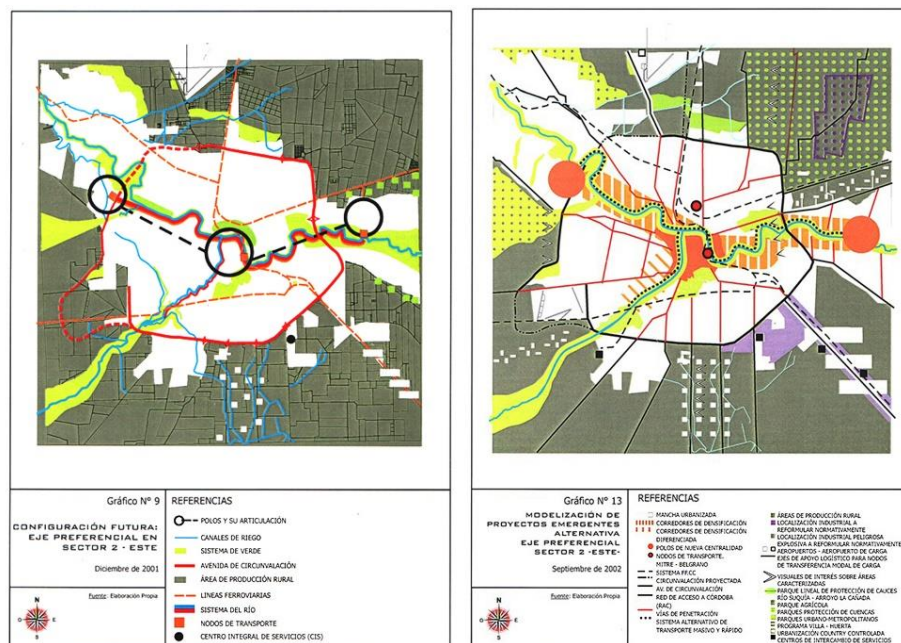 Gráfico N° 9
CONFIGURACIÓN FUTURA:
EJE PREFERENCIAL EN
SECTOR 2 - ESTE
Diciembre de 2001
N
S
REFERENCIAS
POLOS Y SU ARTICULACIÓN
CANALES DE RIEGO
SISTEMA DE VERDE
AVENIDA DE CIRCUNVALACIÓN
ÁREA DE PRODUCCIÓN RURAL
LINEAS FERROVIARIAS
SISTEMA DEL RÍO
NODOS DE TRANSPORTE
CENTRO INTEGRAL DE SERVICIOS (CIS)
Fuente: Elaboración Propia
Gráfico N° 13
MODELIZACIÓN DE
PROYECTOS EMERGENTES
ALTERNATIVA
EJE PREFERENCIAL
SECTOR 2 -ESTE-
Septiembre de 2002
N
S
Fuente: Elaboración Propia
REFERENCIAS
MANCHA URBANIZADA
CORREDORES DE DENSIFICACIÓN
CORREDORES DE DENSIFICACIÓN
DIFERENCIADA
POLOS DE NUEVA CENTRALIDAD
NODOS DE TRANSPORTE.
MITRE - BELGRANO
SISTEMA FF.CC
CIRCUNVALACIÓN PROYECTADA
AV. DE CIRCUNVALACIÓN
RED DE ACCESO A CÓRDOBA
(RAC)
VÍAS DE PENETRACIÓN
SISTEMA ALTERNATIVO DE
TRANSPORTE MASIVO Y RÁPIDO
ÁREAS DE PRODUCCIÓN RURAL
LOCALIZACIÓN INDUSTRIAL A
REFORMULAR NORMATIVAMENTE
LOCALIZACIÓN INDUSTRIAL PELIGROSA
EXPLOSIVA A REFORMULAR NORMATIVAMENTE
AEROPUERTOS - AEROPUERTO DE CARGA
EJES DE APOYO LOGÍSTICO PARA NODOS
DE TRANSFERENCIA MODAL DE CARGA
VISUALES DE INTERÉS SOBRE ÁREAS
CARACTERIZADAS
PARQUE LINEAL DE PROTECCIÓN DE CAUCES
RÍO SUQUÍA - ARROYO LA CAÑADA
PARQUE AGRÍCOLA
PARQUES PROTECCIÓN DE CUENCAS
PARQUES URBANO-METROPOLITANOS
PROGRAMA VILLA - HUERTA
URBANIZACIÓN COUNTRY CONTROLADA
CENTROS DE INTERCAMBIO DE SERVICIOS